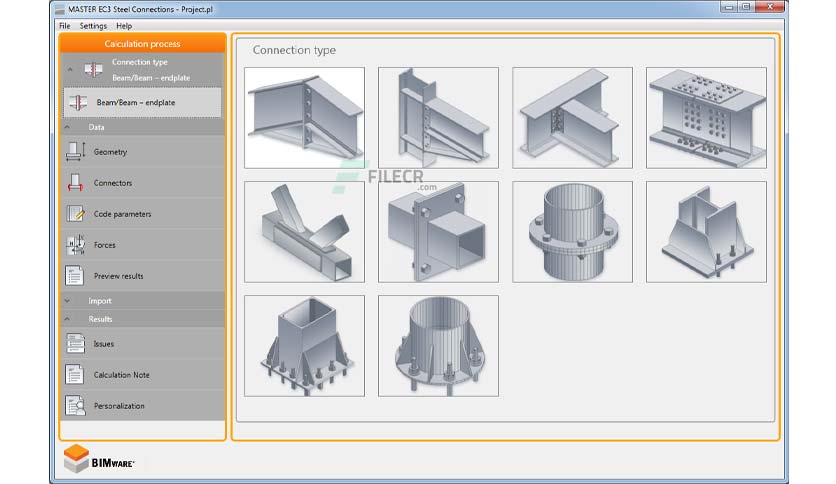 MASTER EC3 Steel Connections - Project.pl
File Settings Help
Calculation process
Connection type
Beam/Beam – endplate
Beam/Beam – endplate
Data
Geometry
Connectors
Code parameters
Forces
Preview results
Import
Results
Issues
Calculation Note
Personalization
Connection type
FILECR
.com
BIMware